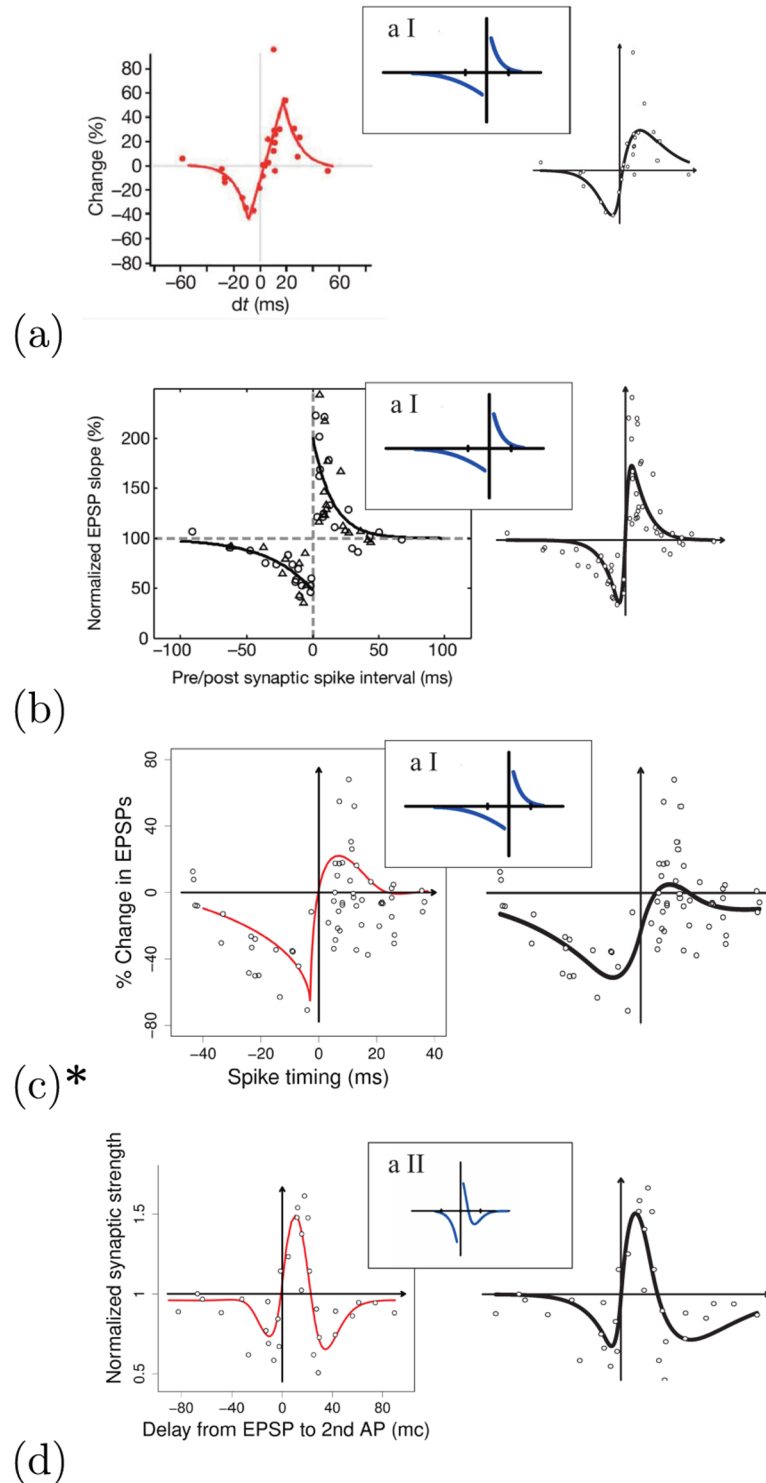 a I
Change (%)
80
60
40
20
0
−20
−40
−60
−80
−60
−20
0
20
60
dt (ms)
(a)
a I
Normalized EPSP slope (%)
200
150
100
50
0
−100
−50
0
50
100
Pre/post synaptic spike interval (ms)
(b)
a I
% Change in EPSPs
80
40
0
−40
−80
−40
−20
0
20
40
Spike timing (ms)
(c)*
a II
Normalized synaptic strength
1.5
1
0.5
−80
−40
0
40
80
Delay from EPSP to 2nd AP (mc)
(d)